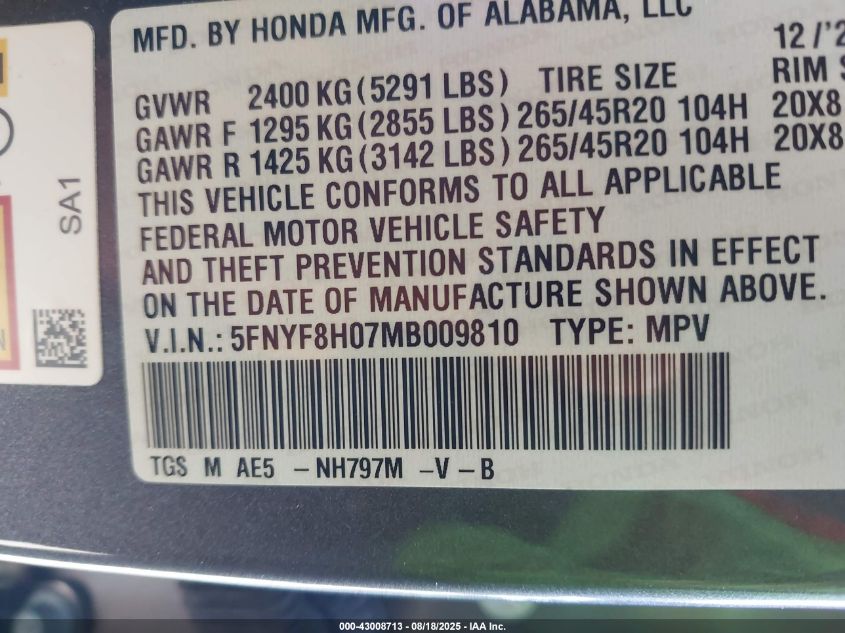 MFD. BY HONDA MFG. OF ALABAMA, LLC 12/'2
GVWR 2400 KG (5291 LBS) TIRE SIZE RIM S
GAWR F 1295 KG (2855 LBS) 265/45R20 104H 20X8
GAWR R 1425 KG (3142 LBS) 265/45R20 104H 20X8
THIS VEHICLE CONFORMS TO ALL APPLICABLE
FEDERAL MOTOR VEHICLE SAFETY
AND THEFT PREVENTION STANDARDS IN EFFECT
ON THE DATE OF MANUFACTURE SHOWN ABOVE.
V.I.N.: 5FNYF8H07MB009810 TYPE: MPV
TGS M AE5 -NH797M -V-B
SA1
000-43008713 - 08/18/2025 - IAA Inc.